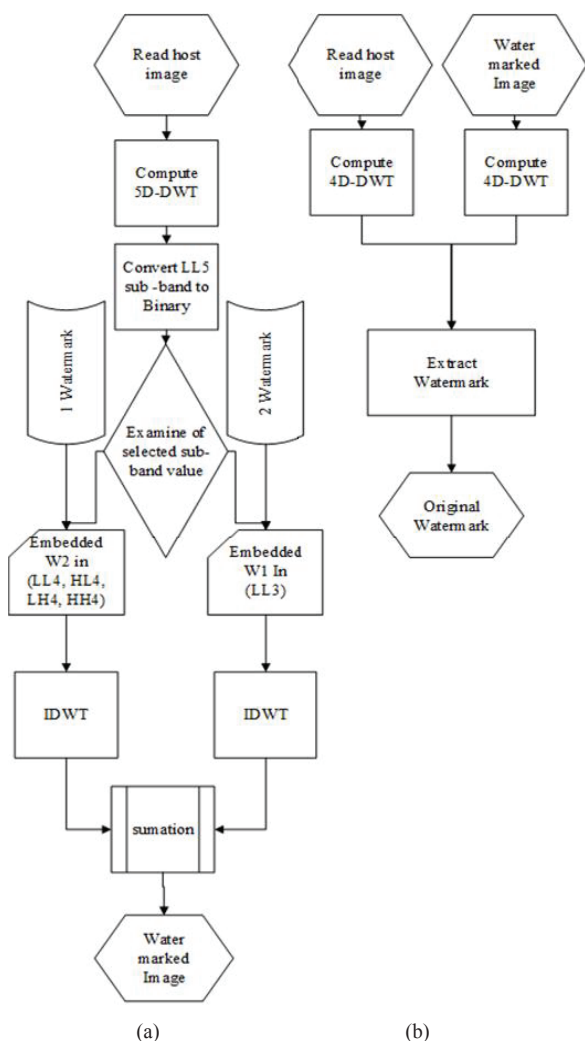 Read host
image
Compute
5D-DWT
Convert LL5
sub -band to
Binary
1 Watermark
2 Watermark
Examine of
selected sub-
band value
Embedded
W2 in
(LL4, HL4,
LH4, HH4)
Embedded
W1 In
(LL3)
IDWT
IDWT
sumation
Water
marked
Image
(a)
Read host
image
Water
marked
Image
Compute
4D-DWT
Compute
4D-DWT
Extract
Watermark
Original
Watermark
(b)